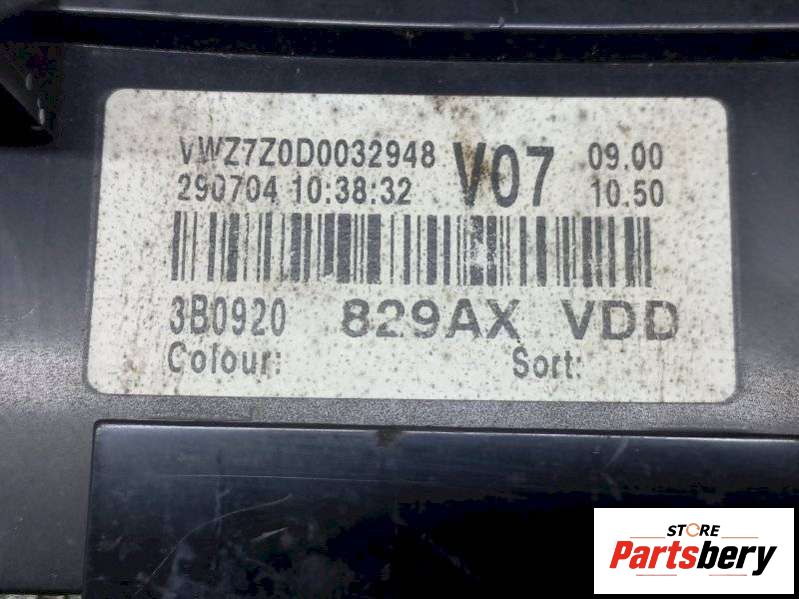 VWZ7Z0D0032948 V07 09.00
290704 10:38:32 10.50
3B0920 829AX VDD
Colour: Sort:
STORE
Partsbery